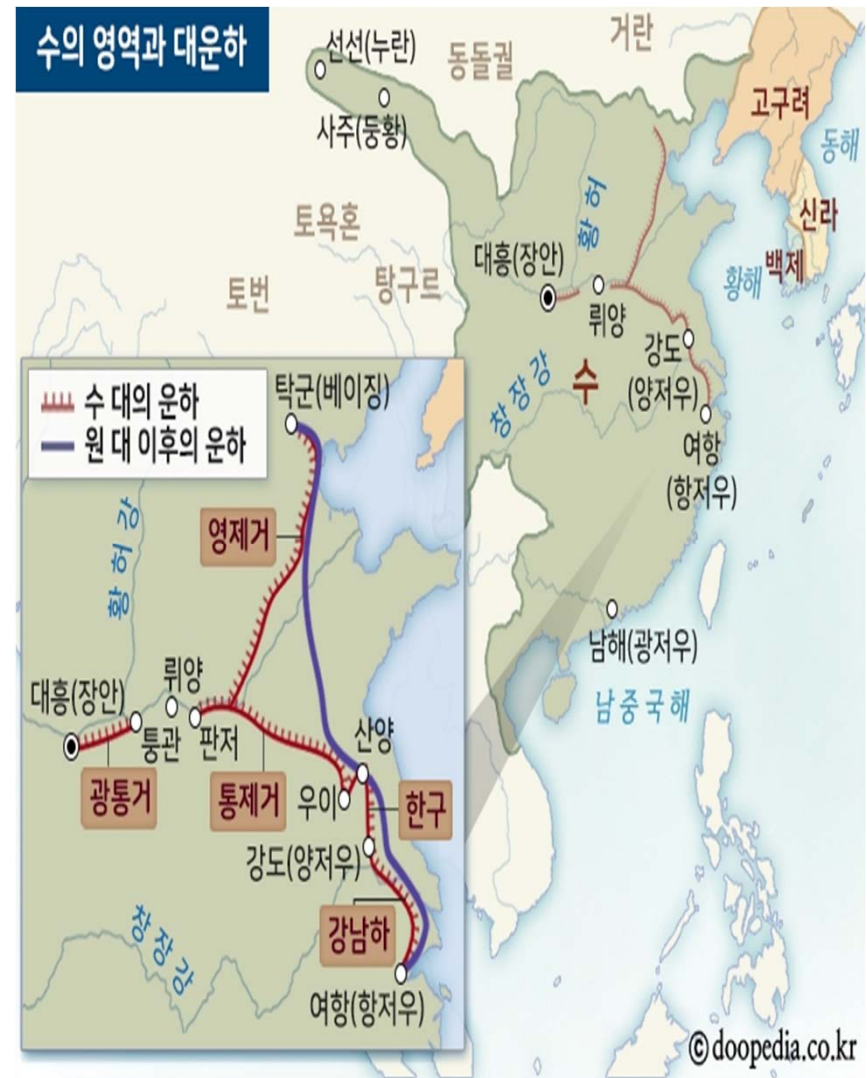 수의 영역과 대운하
선선(누란)
사주(둥황)
동돌궐
거란
고구려
동해
신라
백제
황해
토욕혼
토번
탕구르
황허
대흥(장안)
뤄양
강도
(양저우)
수
창장강
여항
(항저우)
남해(광저우)
남중국해
수 대의 운하
원 대 이후의 운하
탁군(베이징)
영제거
황허강
대흥(장안)
뤄양
퉁관
판저
산양
광통거
통제거
우이
한구
강도(양저우)
강남하
창장강
여항(항저우)
ⓒdoopedia.co.kr